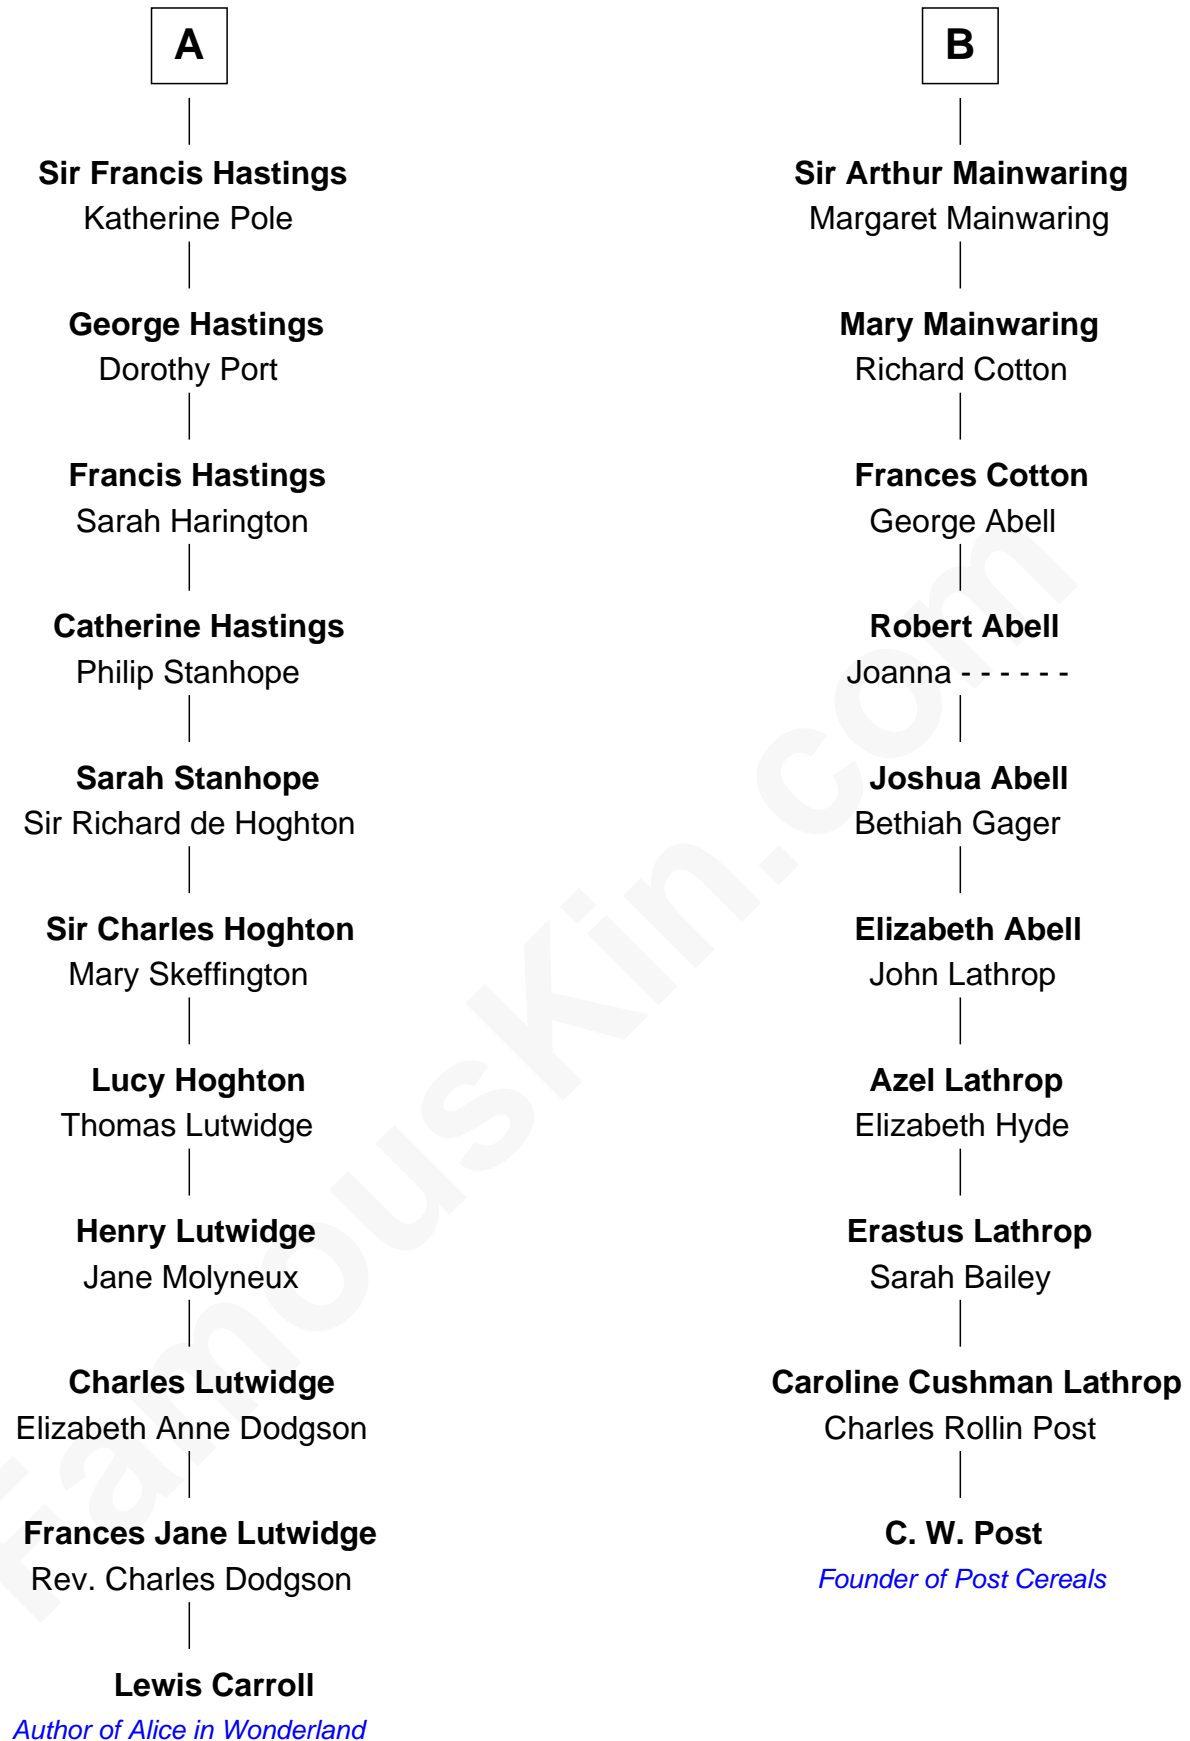 A
Sir Francis Hastings
Katherine Pole
George Hastings
Dorothy Port
Francis Hastings
Sarah Harington
Catherine Hastings
Philip Stanhope
Sarah Stanhope
Sir Richard de Hoghton
Sir Charles Hoghton
Mary Skeffington
Lucy Hoghton
Thomas Lutwidge
Henry Lutwidge
Jane Molyneux
Charles Lutwidge
Elizabeth Anne Dodgson
Frances Jane Lutwidge
Rev. Charles Dodgson
Lewis Carroll
Author of Alice in Wonderland
B
Sir Arthur Mainwaring
Margaret Mainwaring
Mary Mainwaring
Richard Cotton
Frances Cotton
George Abell
Robert Abell
Joanna - - - - - -
Joshua Abell
Bethiah Gager
Elizabeth Abell
John Lathrop
Azel Lathrop
Elizabeth Hyde
Erastus Lathrop
Sarah Bailey
Caroline Cushman Lathrop
Charles Rollin Post
C. W. Post
Founder of Post Cereals
FamousKin.com